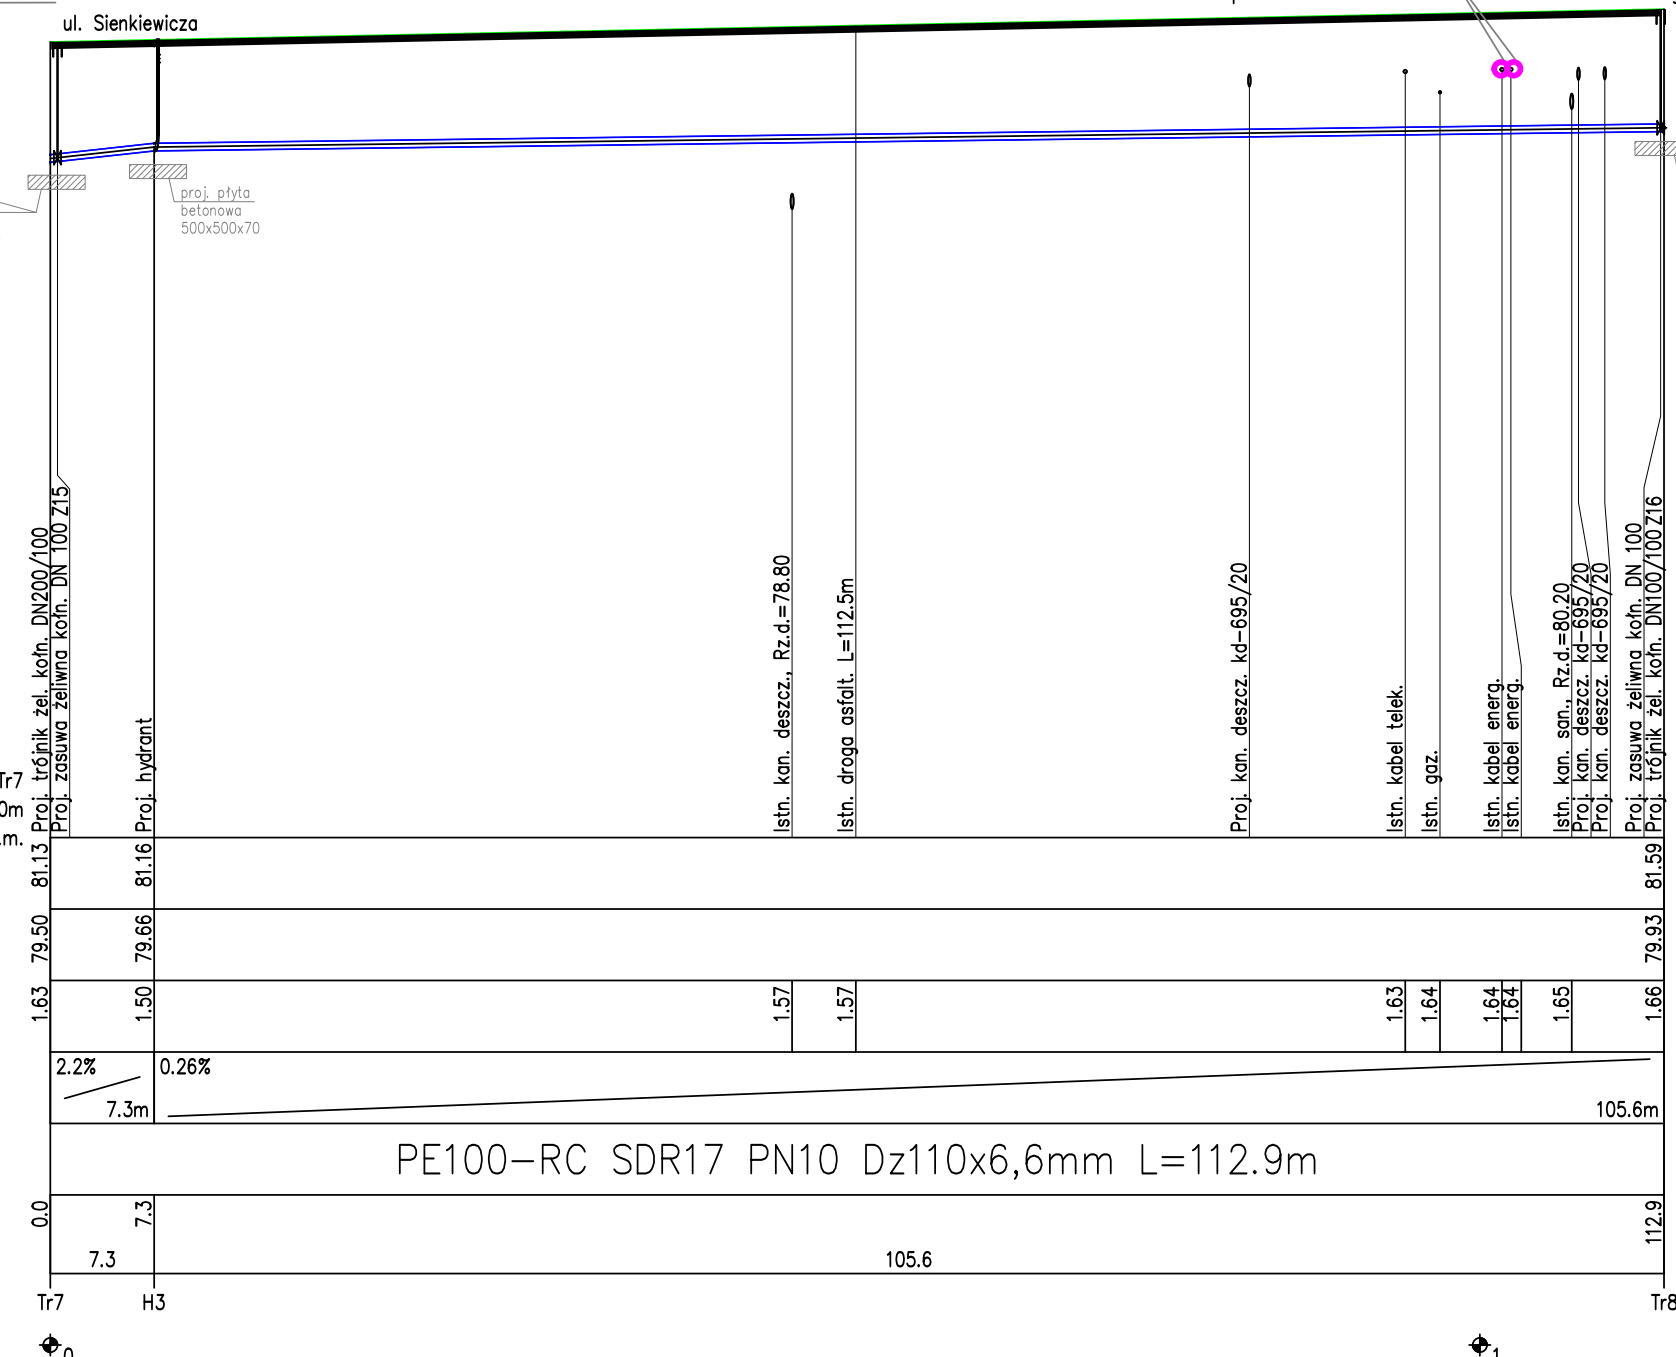 ul. Sienkiewicza
proj. płyta
betonowa
500x500x70
Tr7
0m
.m.
Proj. trójnik żel. kołn. DN200/100
Proj. zasuwa żeliwna kołn. DN 100 Z15
Proj. hydrant
Istn. kan. deszcz., Rz.d.=78.80
Istn. droga asfalt. L=112.5m
Proj. kan. deszcz. kd-695/20
Istn. kabel telek.
Istn. gaz.
Istn. kabel energ.
Istn. kabel energ.
Istn. kan. san., Rz.d.=80.20
Proj. kan. deszcz. kd-695/20
Proj. kan. deszcz. kd-695/20
Proj. zasuwa żeliwna kołn. DN 100
Proj. trójnik żel. kołn. DN100/100 Z16
81.13 81.16 81.59
79.50 79.66 79.93
1.63 1.50 1.57 1.57 1.63 1.64 1.64 1.64 1.65 1.66
2.2% 0.26%
7.3m 105.6m
PE100-RC SDR17 PN10 Dz110x6,6mm L=112.9m
0.0 7.3 112.9
7.3 105.6
Tr7 H3 Tr8
0 1